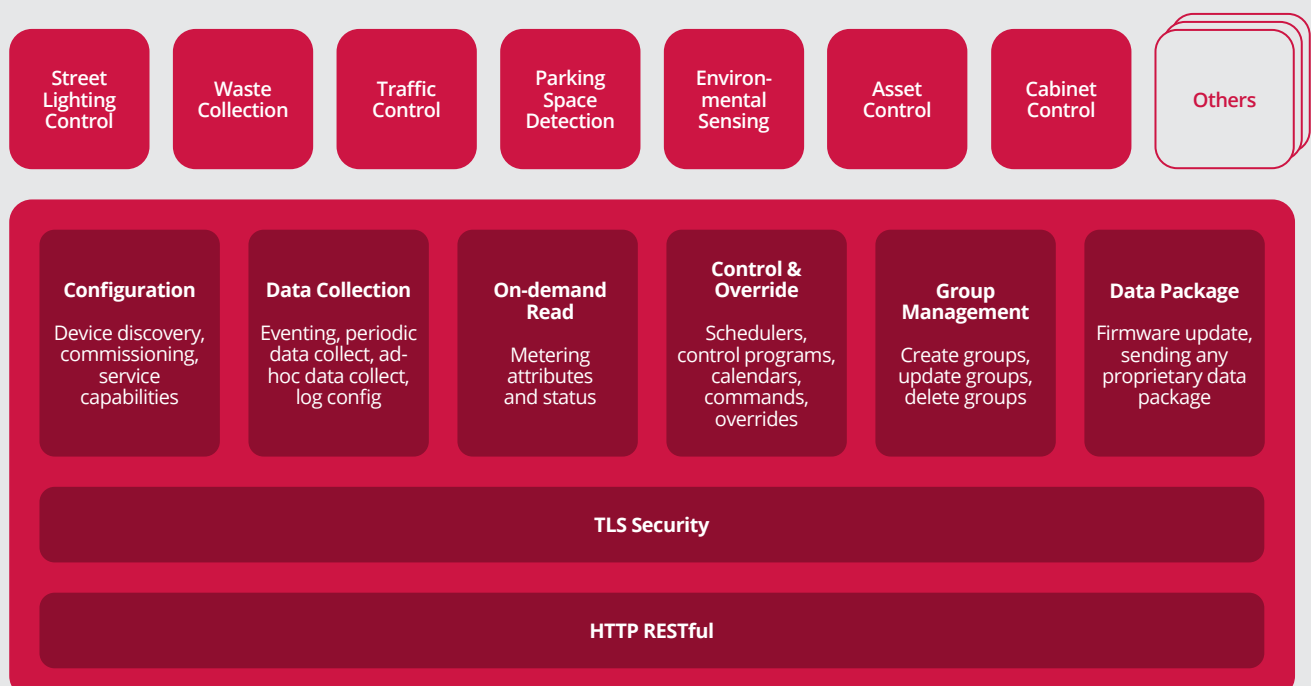 Street
Lighting
Control
Waste
Collection
Traffic
Control
Parking
Space
Detection
Environ-
mental
Sensing
Asset
Control
Cabinet
Control
Others
Configuration
Device discovery,
commissioning,
service
capabilities
Data Collection
Eventing, periodic
data collect, ad-
hoc data collect,
log config
On-demand
Read
Metering
attributes
and status
Control &
Override
Schedulers,
control programs,
calendars,
commands,
overrides
Group
Management
Create groups,
update groups,
delete groups
Data Package
Firmware update,
sending any
proprietary data
package
TLS Security
HTTP RESTful